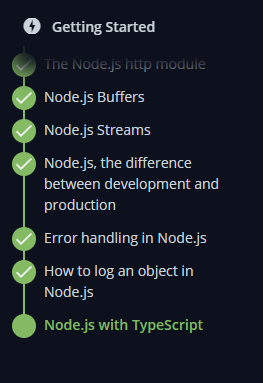 Getting Started
The Node.js http module
Node.js Buffers
Node.js Streams
Node.js, the difference
between development and
production
Error handling in Node.js
How to log an object in
Node.js
Node.js with TypeScript